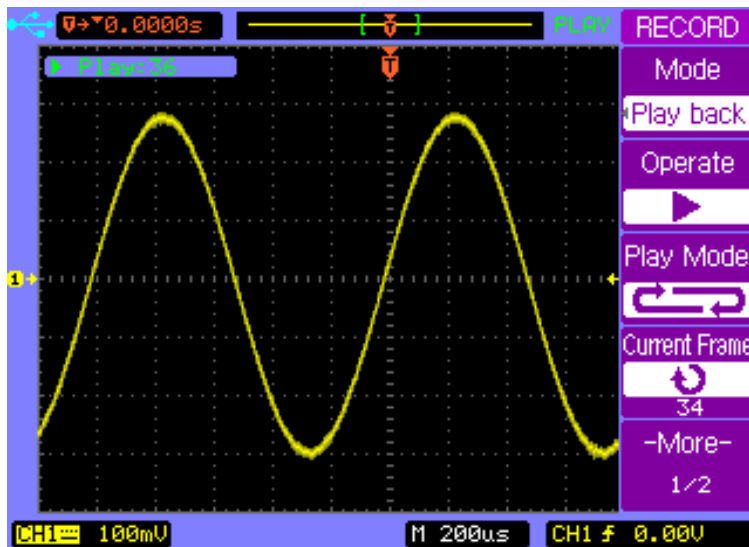 T→▼0.0000s [ T ] PLAY RECORD
▶ Play:36
T
Mode
Play back
Operate
Play Mode
1
Current Frame
34
-More-
1/2
CH1 100mV M 200us CH1 0.00V